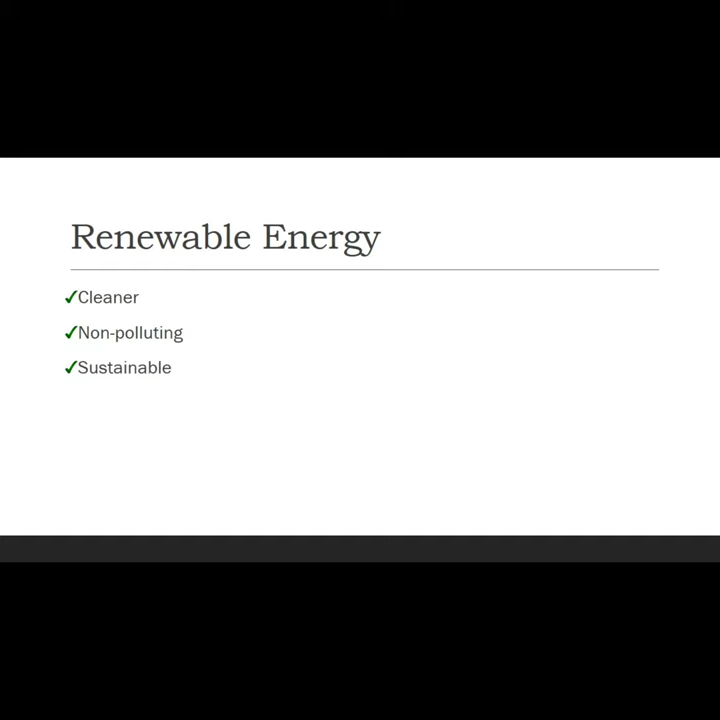 Renewable Energy
✓Cleaner
✓Non-polluting
✓Sustainable